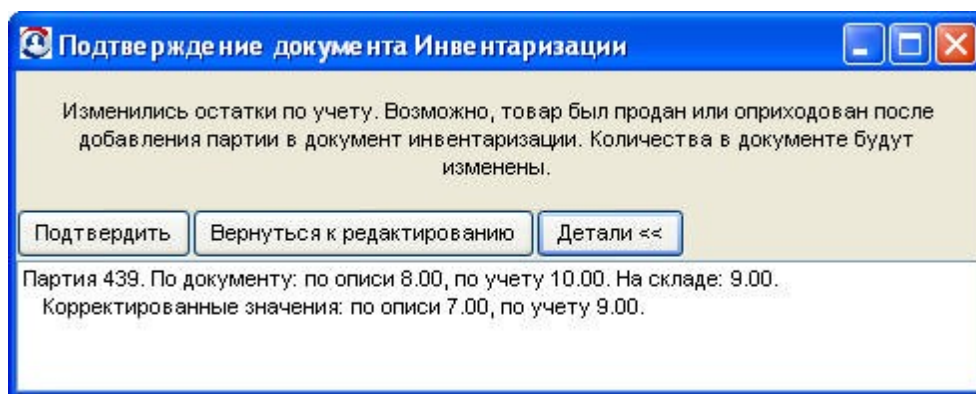 Подтверждение документа Инвентаризации
Изменились остатки по учету. Возможно, товар был продан или оприходован после
добавления партии в документ инвентаризации. Количества в документе будут
изменены.
Подтвердить Вернуться к редактированию Детали <<
Партия 439. По документу: по описи 8.00, по учету 10.00. На складе: 9.00.
Корректированные значения: по описи 7.00, по учету 9.00.